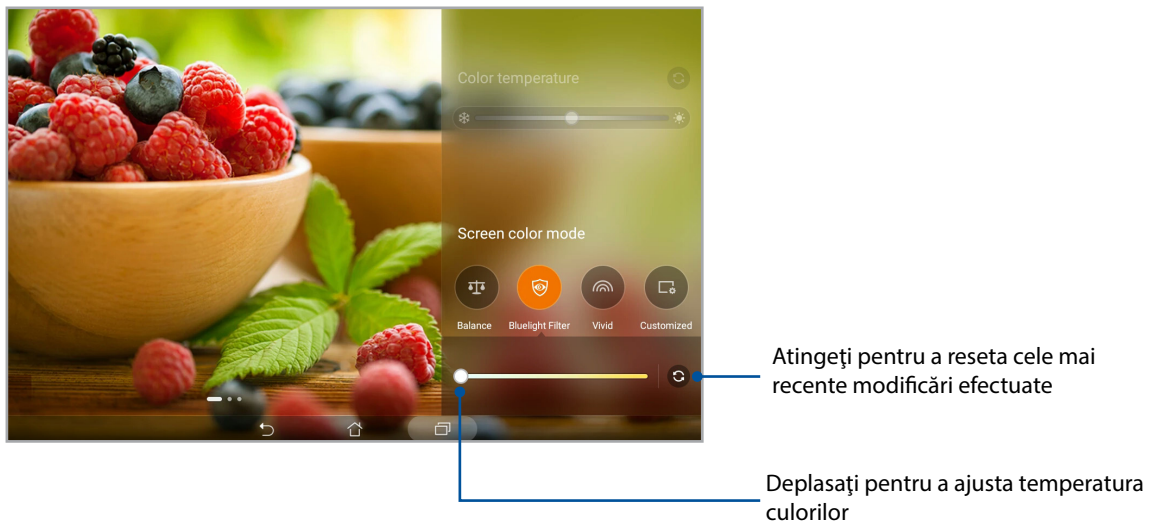 Color temperature
Screen color mode
Balance
Bluelight Filter
Vivid
Customized
Atingeţi pentru a reseta cele mai
recente modificări efectuate
Deplasaţi pentru a ajusta temperatura
culorilor